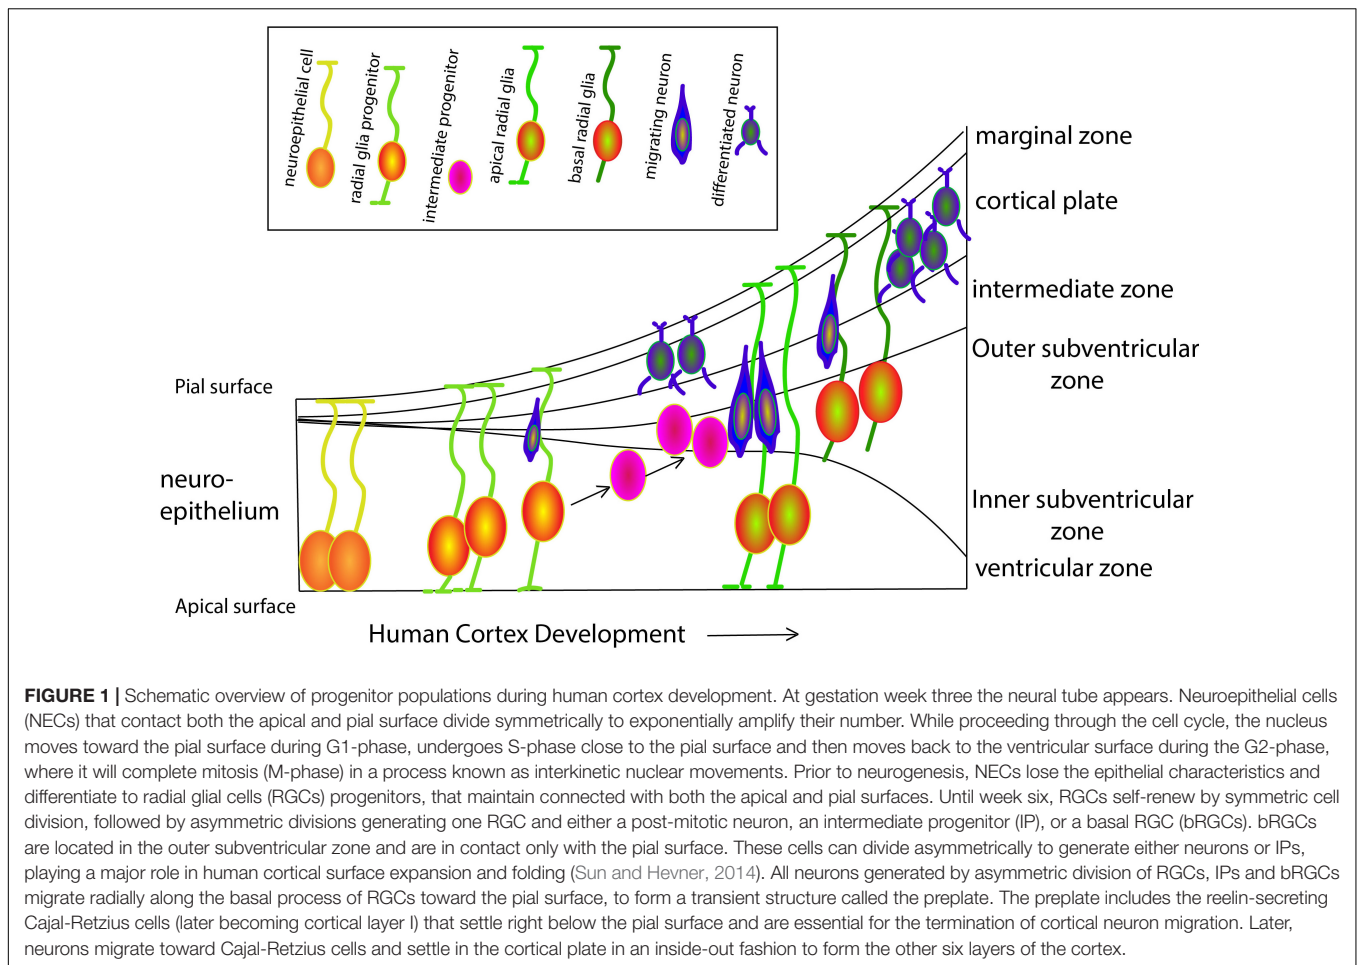 neuroepithelial cell
radial glia progenitor
intermediate progenitor
apical radial glia
basal radial glia
migrating neuron
differentiated neuron
marginal zone
cortical plate
intermediate zone
Outer subventricular
zone
Pial surface
neuro-
epithelium
Inner subventricular
zone
ventricular zone
Apical surface
Human Cortex Development
FIGURE 1 | Schematic overview of progenitor populations during human cortex development. At gestation week three the neural tube appears. Neuroepithelial cells
(NECs) that contact both the apical and pial surface divide symmetrically to exponentially amplify their number. While proceeding through the cell cycle, the nucleus
moves toward the pial surface during G1-phase, undergoes S-phase close to the pial surface and then moves back to the ventricular surface during the G2-phase,
where it will complete mitosis (M-phase) in a process known as interkinetic nuclear movements. Prior to neurogenesis, NECs lose the epithelial characteristics and
differentiate to radial glial cells (RGCs) progenitors, that maintain connected with both the apical and pial surfaces. Until week six, RGCs self-renew by symmetric cell
division, followed by asymmetric divisions generating one RGC and either a post-mitotic neuron, an intermediate progenitor (IP), or a basal RGC (bRGCs). bRGCs
are located in the outer subventricular zone and are in contact only with the pial surface. These cells can divide asymmetrically to generate either neurons or IPs,
playing a major role in human cortical surface expansion and folding (Sun and Hevner, 2014). All neurons generated by asymmetric division of RGCs, IPs and bRGCs
migrate radially along the basal process of RGCs toward the pial surface, to form a transient structure called the preplate. The preplate includes the reelin-secreting
Cajal-Retzius cells (later becoming cortical layer I) that settle right below the pial surface and are essential for the termination of cortical neuron migration. Later,
neurons migrate toward Cajal-Retzius cells and settle in the cortical plate in an inside-out fashion to form the other six layers of the cortex.